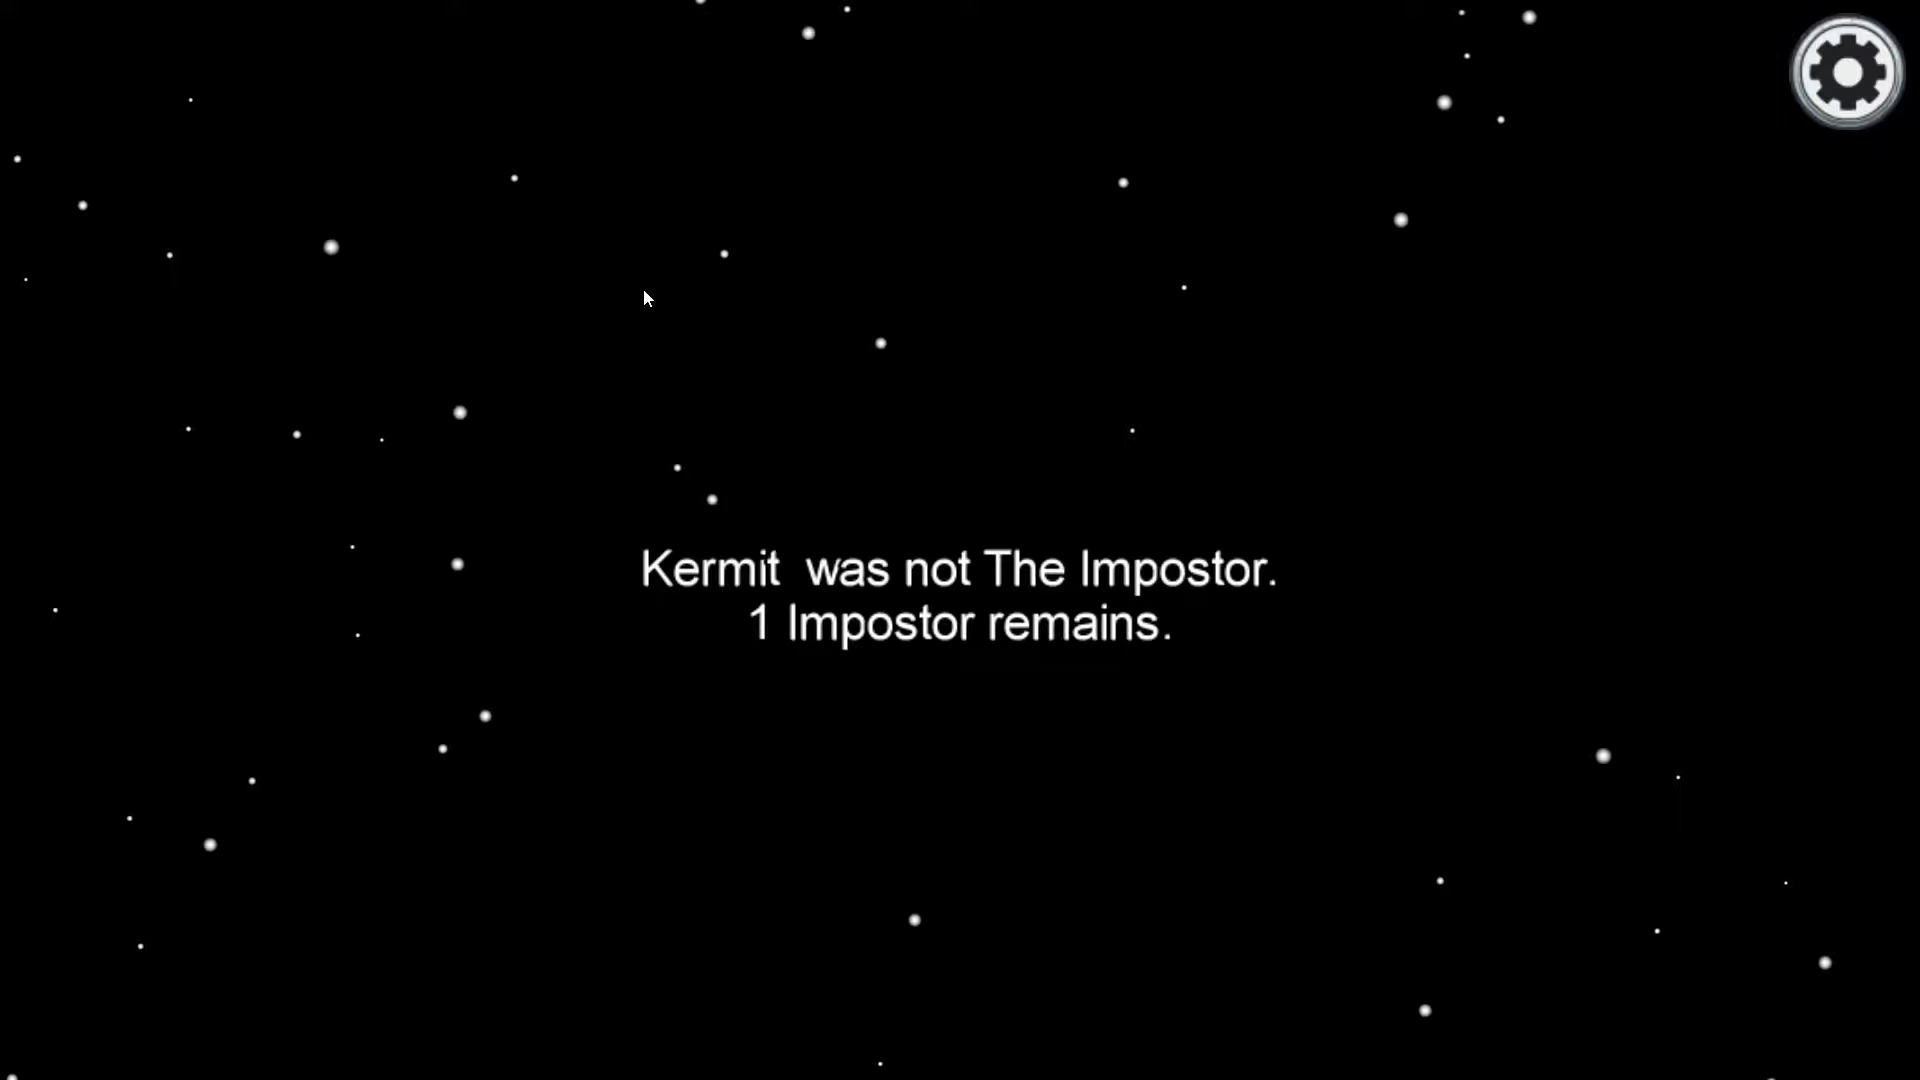 Kermit  was not The Impostor.
1 Impostor remains.